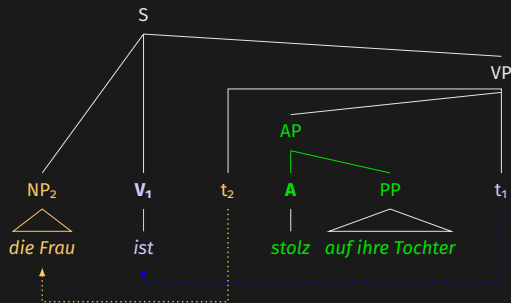 S
VP
AP
NP₂ V₁ t₂ A PP t₁
die Frau ist stolz auf ihre Tochter